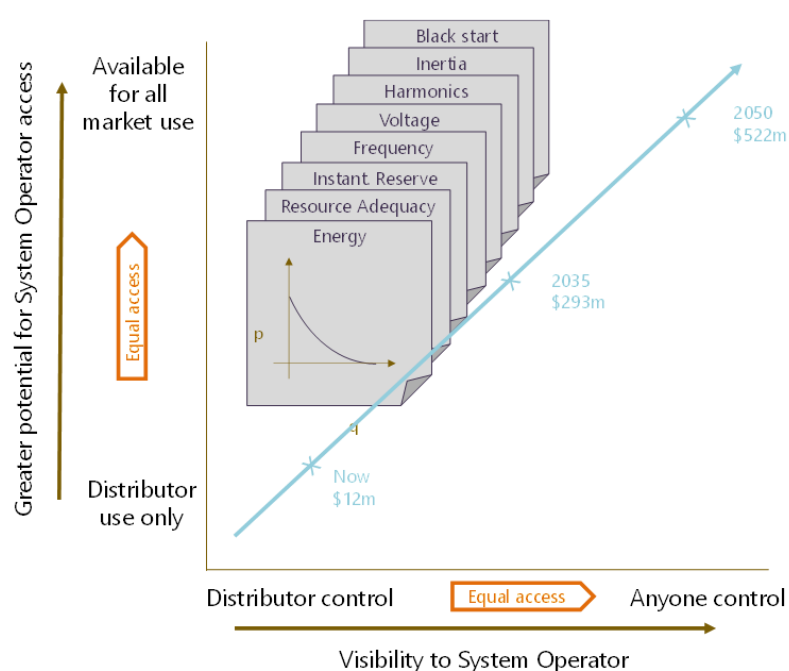 Greater potential for System Operator access
Available
for all
market use
Equal access
Distributor
use only
Black start
Inertia
Harmonics
Voltage
Frequency
Instant. Reserve
Resource Adequacy
Energy
p
q
2050
$522m
2035
$293m
Now
$12m
Distributor control
Equal access
Anyone control
Visibility to System Operator